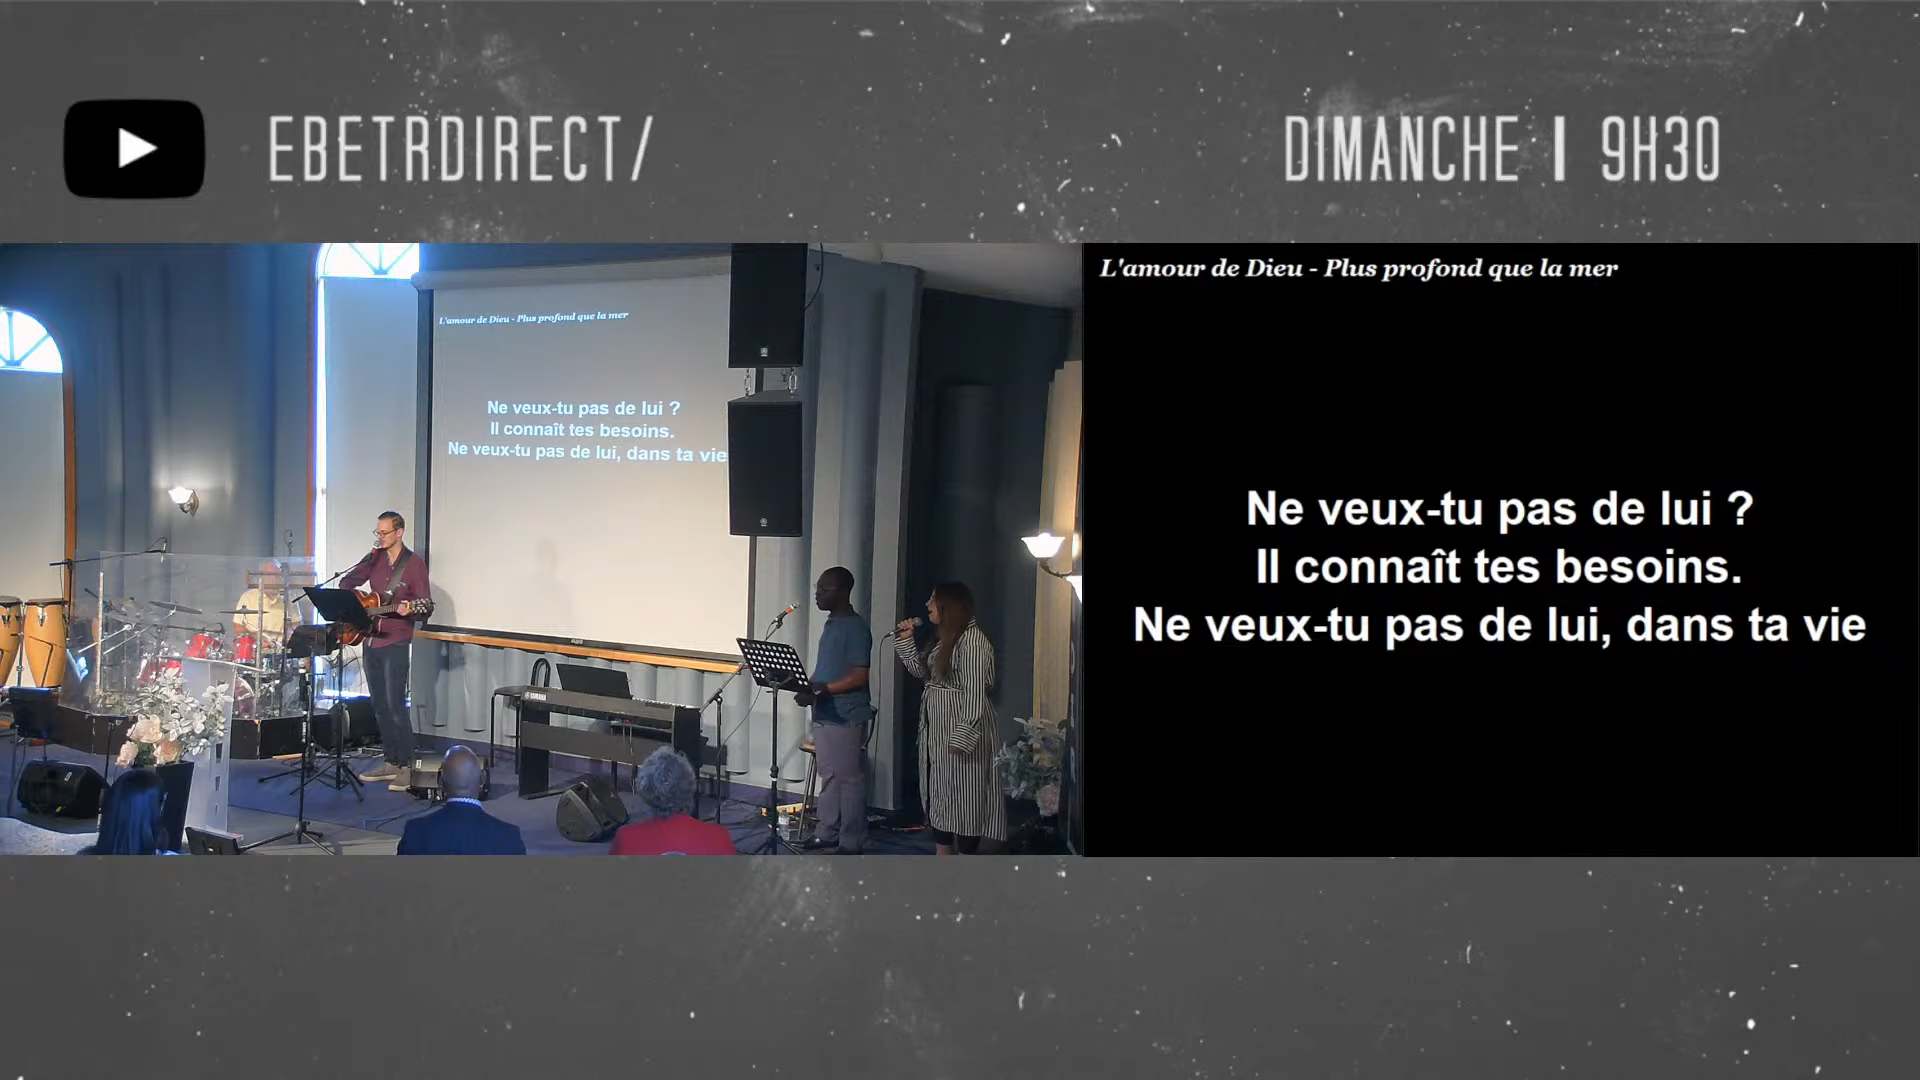 EBETRDIRECT/
DIMANCHE | 9H30
L'amour de Dieu - Plus profond que la mer
Ne veux-tu pas de lui ?
Il connaît tes besoins.
Ne veux-tu pas de lui, dans ta vie
L'amour de Dieu - Plus profond que la mer
Ne veux-tu pas de lui ?
Il connaît tes besoins.
Ne veux-tu pas de lui, dans ta vie
YAMAHA